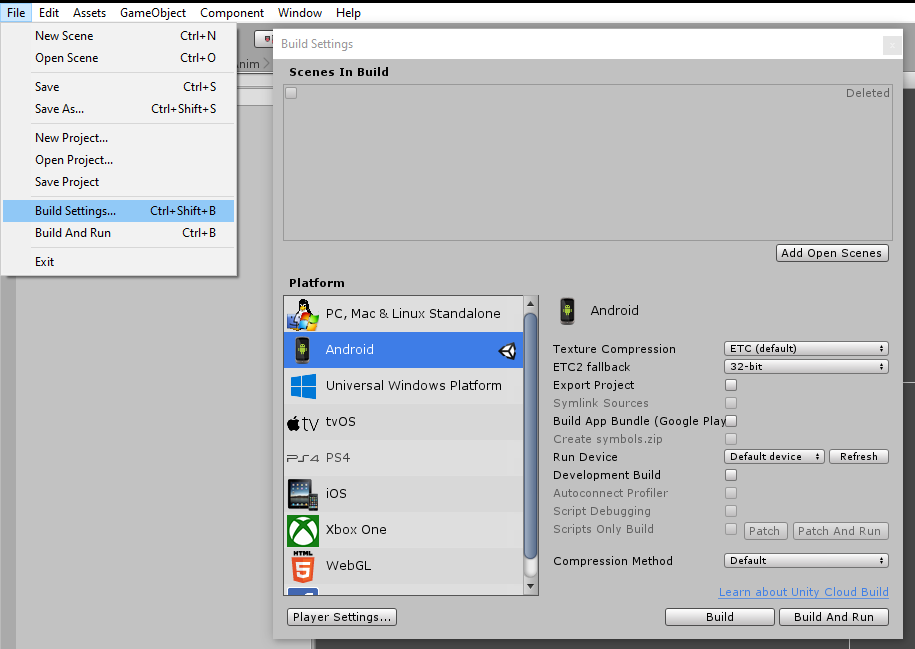 File Edit Assets GameObject Component Window Help
New Scene Ctrl+N
Open Scene Ctrl+O
Save Ctrl+S
Save As... Ctrl+Shift+S
New Project...
Open Project...
Save Project
Build Settings... Ctrl+Shift+B
Build And Run Ctrl+B
Exit
nim
Build Settings
Scenes In Build
Deleted
Add Open Scenes
Platform
PC, Mac & Linux Standalone
Android
Universal Windows Platform
tv tvOS
PS4 PS4
iOS
Xbox One
HTML 5 WebGL
Player Settings...
Android
Texture Compression ETC (default)
ETC2 fallback 32-bit
Export Project
Symlink Sources
Build App Bundle (Google Play
Create symbols.zip
Run Device Default device Refresh
Development Build
Autoconnect Profiler
Script Debugging
Scripts Only Build Patch Patch And Run
Compression Method Default
Learn about Unity Cloud Build
Build Build And Run